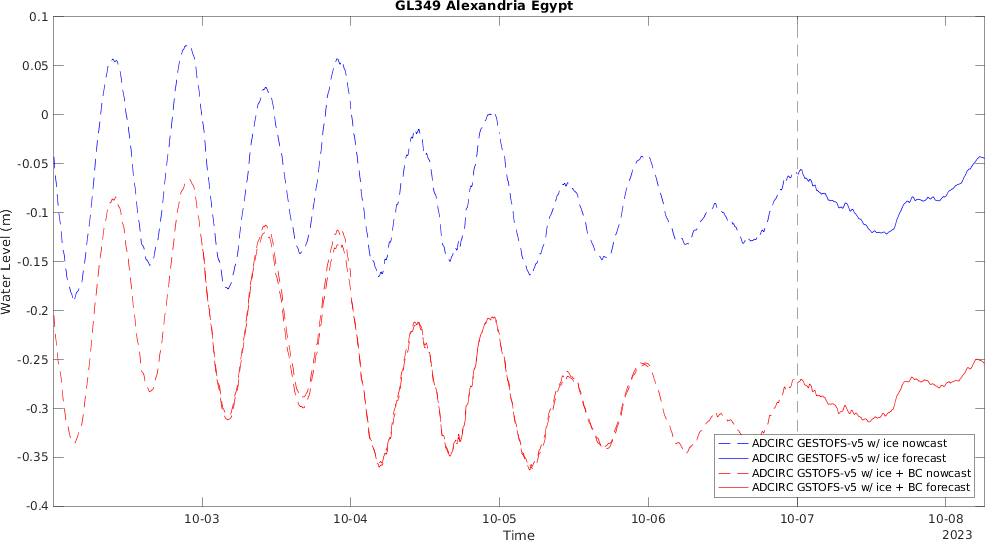 GL349 Alexandria Egypt
0.1
0.05
0
-0.05
-0.1
-0.15
-0.2
-0.25
-0.3
-0.35
-0.4
Water Level (m)
ADCIRC GESTOFS-v5 w/ ice nowcast
ADCIRC GESTOFS-v5 w/ ice forecast
ADCIRC GSTOFS-v5 w/ ice + BC nowcast
ADCIRC GSTOFS-v5 w/ ice + BC forecast
10-03 10-04 10-05 10-06 10-07 10-08
Time 2023